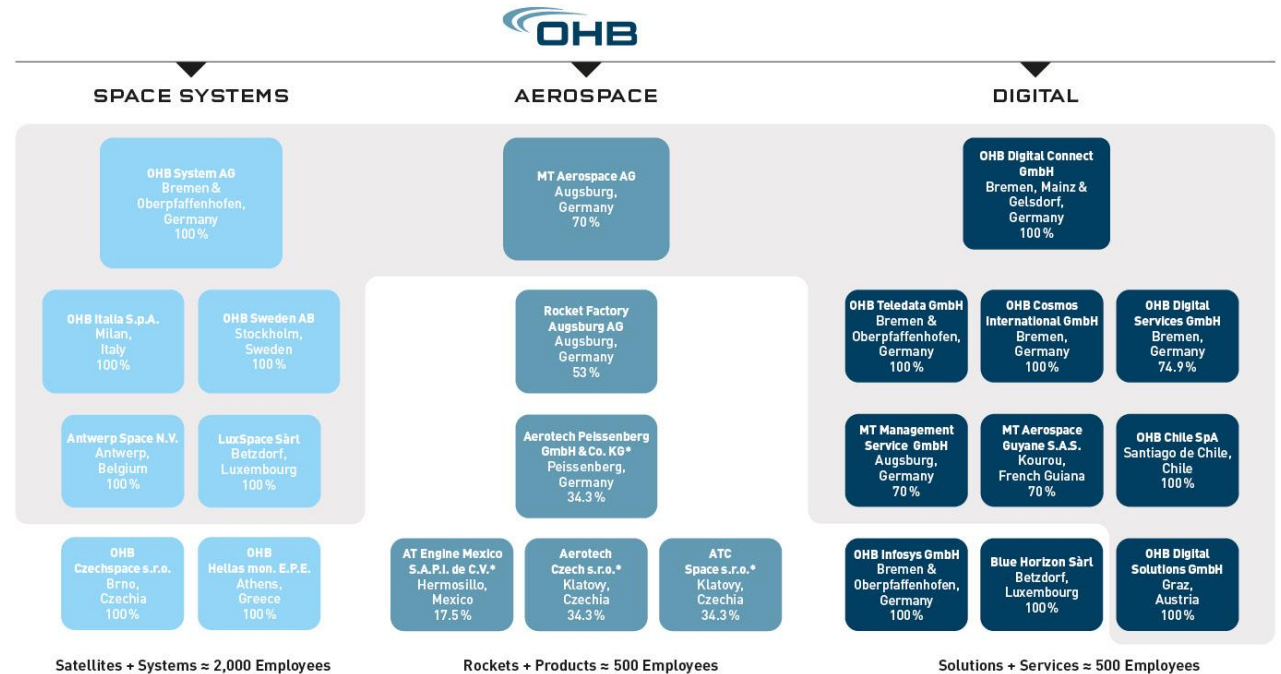 OHB
SPACE SYSTEMS
AEROSPACE
DIGITAL
OHB System AG
Bremen &
Oberpfaffenhofen,
Germany
100 %
MT Aerospace AG
Augsburg,
Germany
70 %
OHB Digital Connect
GmbH
Bremen, Mainz &
Gelsdorf,
Germany
100 %
OHB Italia S.p.A.
Milan,
Italy
100 %
OHB Sweden AB
Stockholm,
Sweden
100 %
Rocket Factory
Augsburg AG
Augsburg,
Germany
53 %
OHB Teledata GmbH
Bremen &
Oberpfaffenhofen,
Germany
100 %
OHB Cosmos
International GmbH
Bremen,
Germany
100 %
OHB Digital
Services GmbH
Bremen,
Germany
74.9 %
Antwerp Space N.V.
Antwerp,
Belgium
100 %
LuxSpace Sàrl
Betzdorf,
Luxembourg
100 %
Aerotech Peissenberg
GmbH & Co. KG*
Peissenberg,
Germany
34.3 %
MT Management
Service GmbH
Augsburg,
Germany
70 %
MT Aerospace
Guyane S.A.S.
Kourou,
French Guiana
70 %
OHB Chile SpA
Santiago de Chile,
Chile
100 %
OHB
Czechspace s.r.o.
Brno,
Czechia
100 %
OHB
Hellas mon. E.P.E.
Athens,
Greece
100 %
AT Engine Mexico
S.A.P.I. de C.V.*
Hermosillo,
Mexico
17.5 %
Aerotech
Czech s.r.o.*
Klatovy,
Czechia
34.3 %
ATC
Space s.r.o.*
Klatovy,
Czechia
34.3 %
OHB Infosys GmbH
Bremen &
Oberpfaffenhofen,
Germany
100 %
Blue Horizon Sàrl
Betzdorf,
Luxembourg
100 %
OHB Digital
Solutions GmbH
Graz,
Austria
100 %
Satellites + Systems ≈ 2,000 Employees
Rockets + Products ≈ 500 Employees
Solutions + Services ≈ 500 Employees